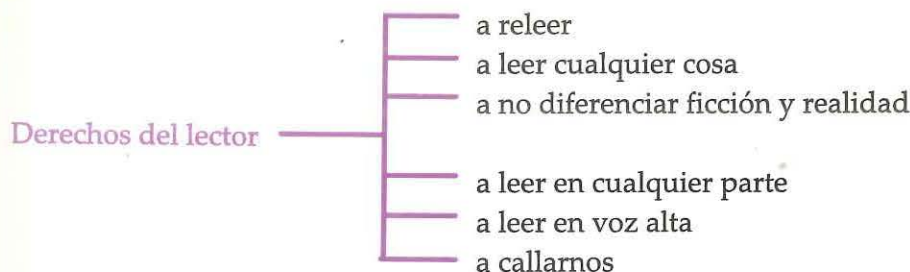 Derechos del lector
a releer
a leer cualquier cosa
a no diferenciar ficción y realidad
a leer en cualquier parte
a leer en voz alta
a callarnos